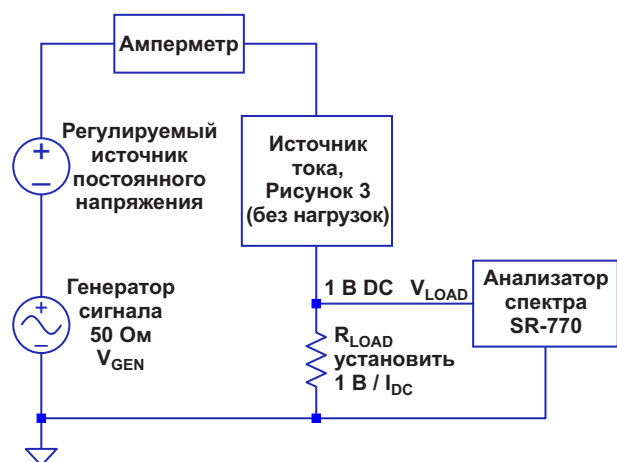 Амперметр
Регулируемый
источник
постоянного
напряжения
Источник
тока,
Рисунок 3
(без нагрузок)
Генератор
сигнала
50 Ом
VGEN
1 В DC VLOAD
Анализатор
спектра
SR-770
RLOAD
установить
1 В / IDC